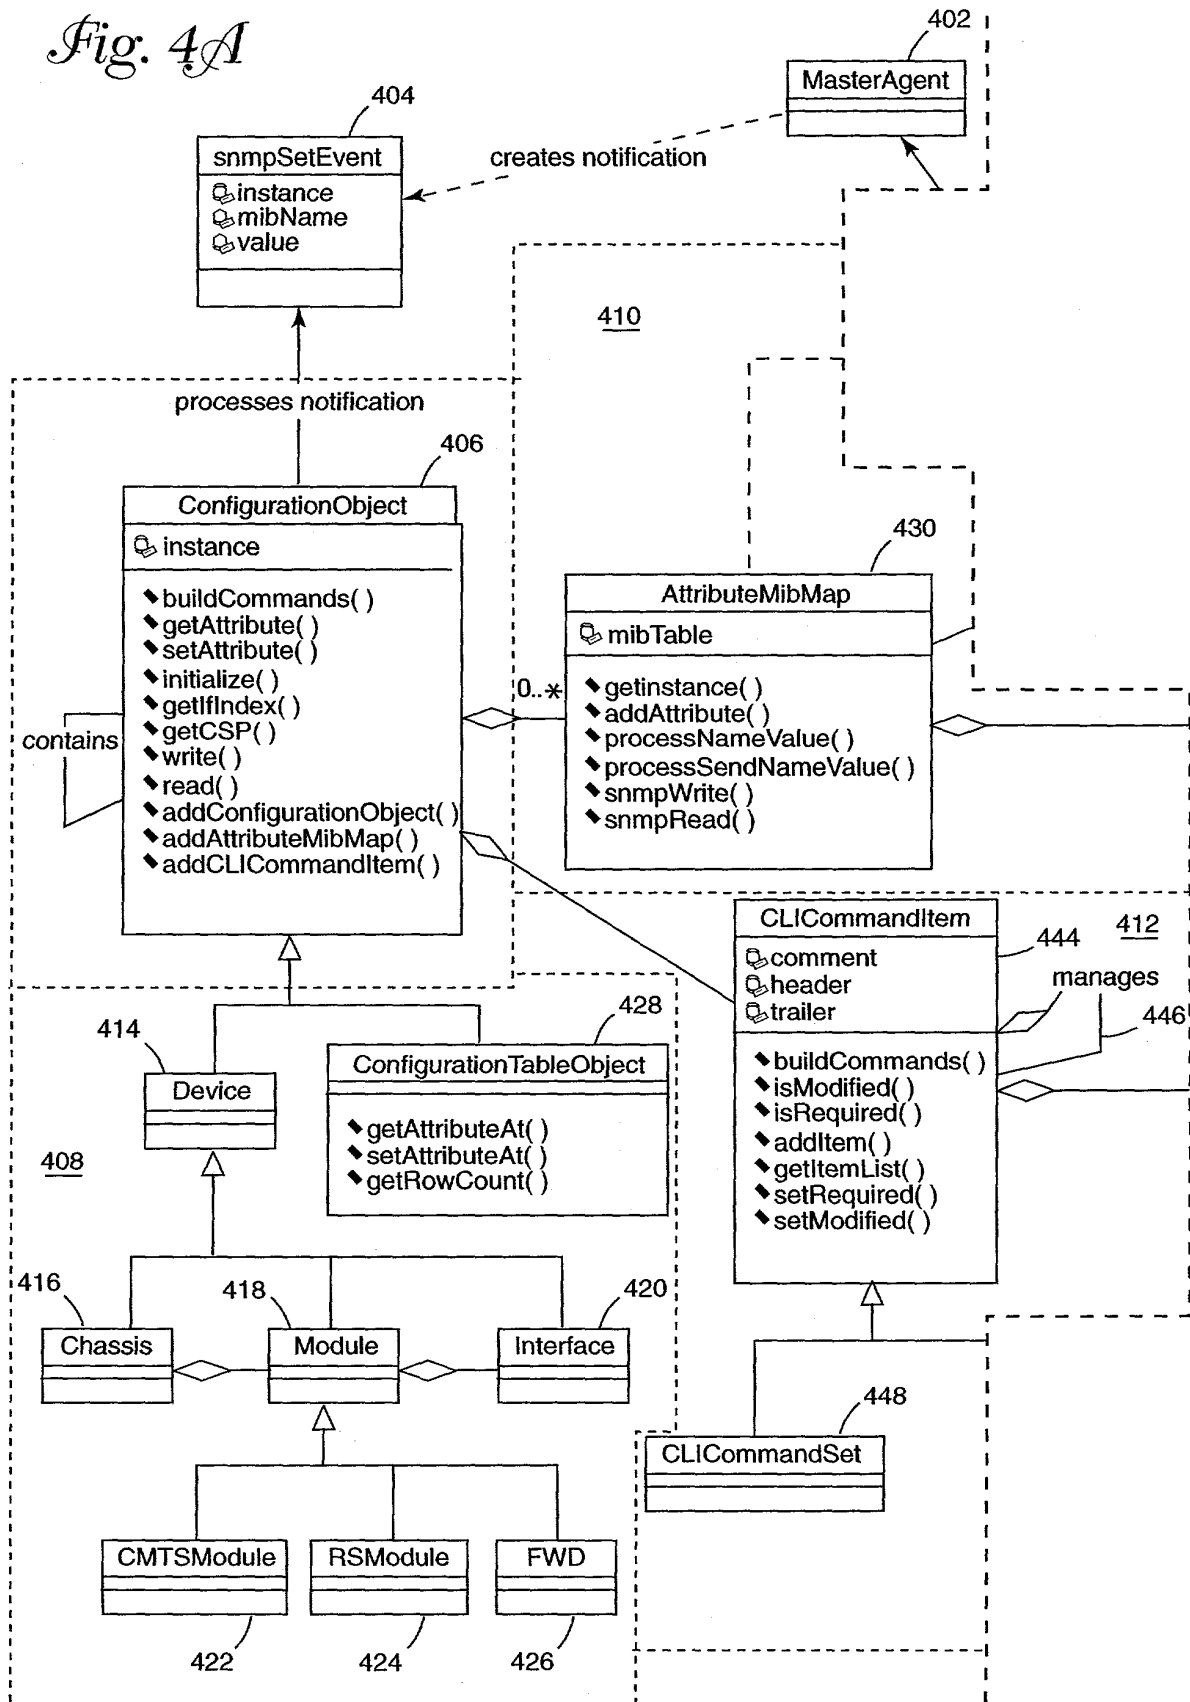 Fig. 4A
402
MasterAgent
404
snmpSetEvent
instance
mibName
value
creates notification
410
processes notification
406
ConfigurationObject
instance
buildCommands( )
getAttribute( )
setAttribute( )
initialize( )
getIfIndex( )
getCSP( )
write( )
read( )
addConfigurationObject( )
addAttributeMibMap( )
addCLICommandItem( )
contains
0..*
430
AttributeMibMap
mibTable
getinstance( )
addAttribute( )
processNameValue( )
processSendNameValue( )
snmpWrite( )
snmpRead( )
CLICommandItem
comment
header
trailer
buildCommands( )
isModified( )
isRequired( )
addItem( )
getItemList( )
setRequired( )
setModified( )
444
412
manages
446
414
Device
428
ConfigurationTableObject
getAttributeAt( )
setAttributeAt( )
getRowCount( )
408
416
Chassis
418
Module
420
Interface
448
CLICommandSet
CMTSModule
RSModule
FWD
422
424
426